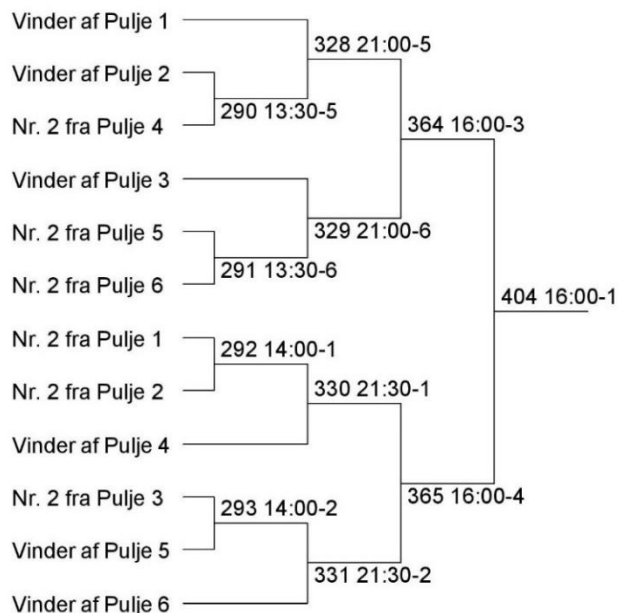 Vinder af Pulje 1
328 21:00-5
Vinder af Pulje 2
290 13:30-5
Nr. 2 fra Pulje 4
364 16:00-3
Vinder af Pulje 3
329 21:00-6
Nr. 2 fra Pulje 5
291 13:30-6
Nr. 2 fra Pulje 6
404 16:00-1
Nr. 2 fra Pulje 1
292 14:00-1
Nr. 2 fra Pulje 2
330 21:30-1
Vinder af Pulje 4
365 16:00-4
Nr. 2 fra Pulje 3
293 14:00-2
Vinder af Pulje 5
331 21:30-2
Vinder af Pulje 6